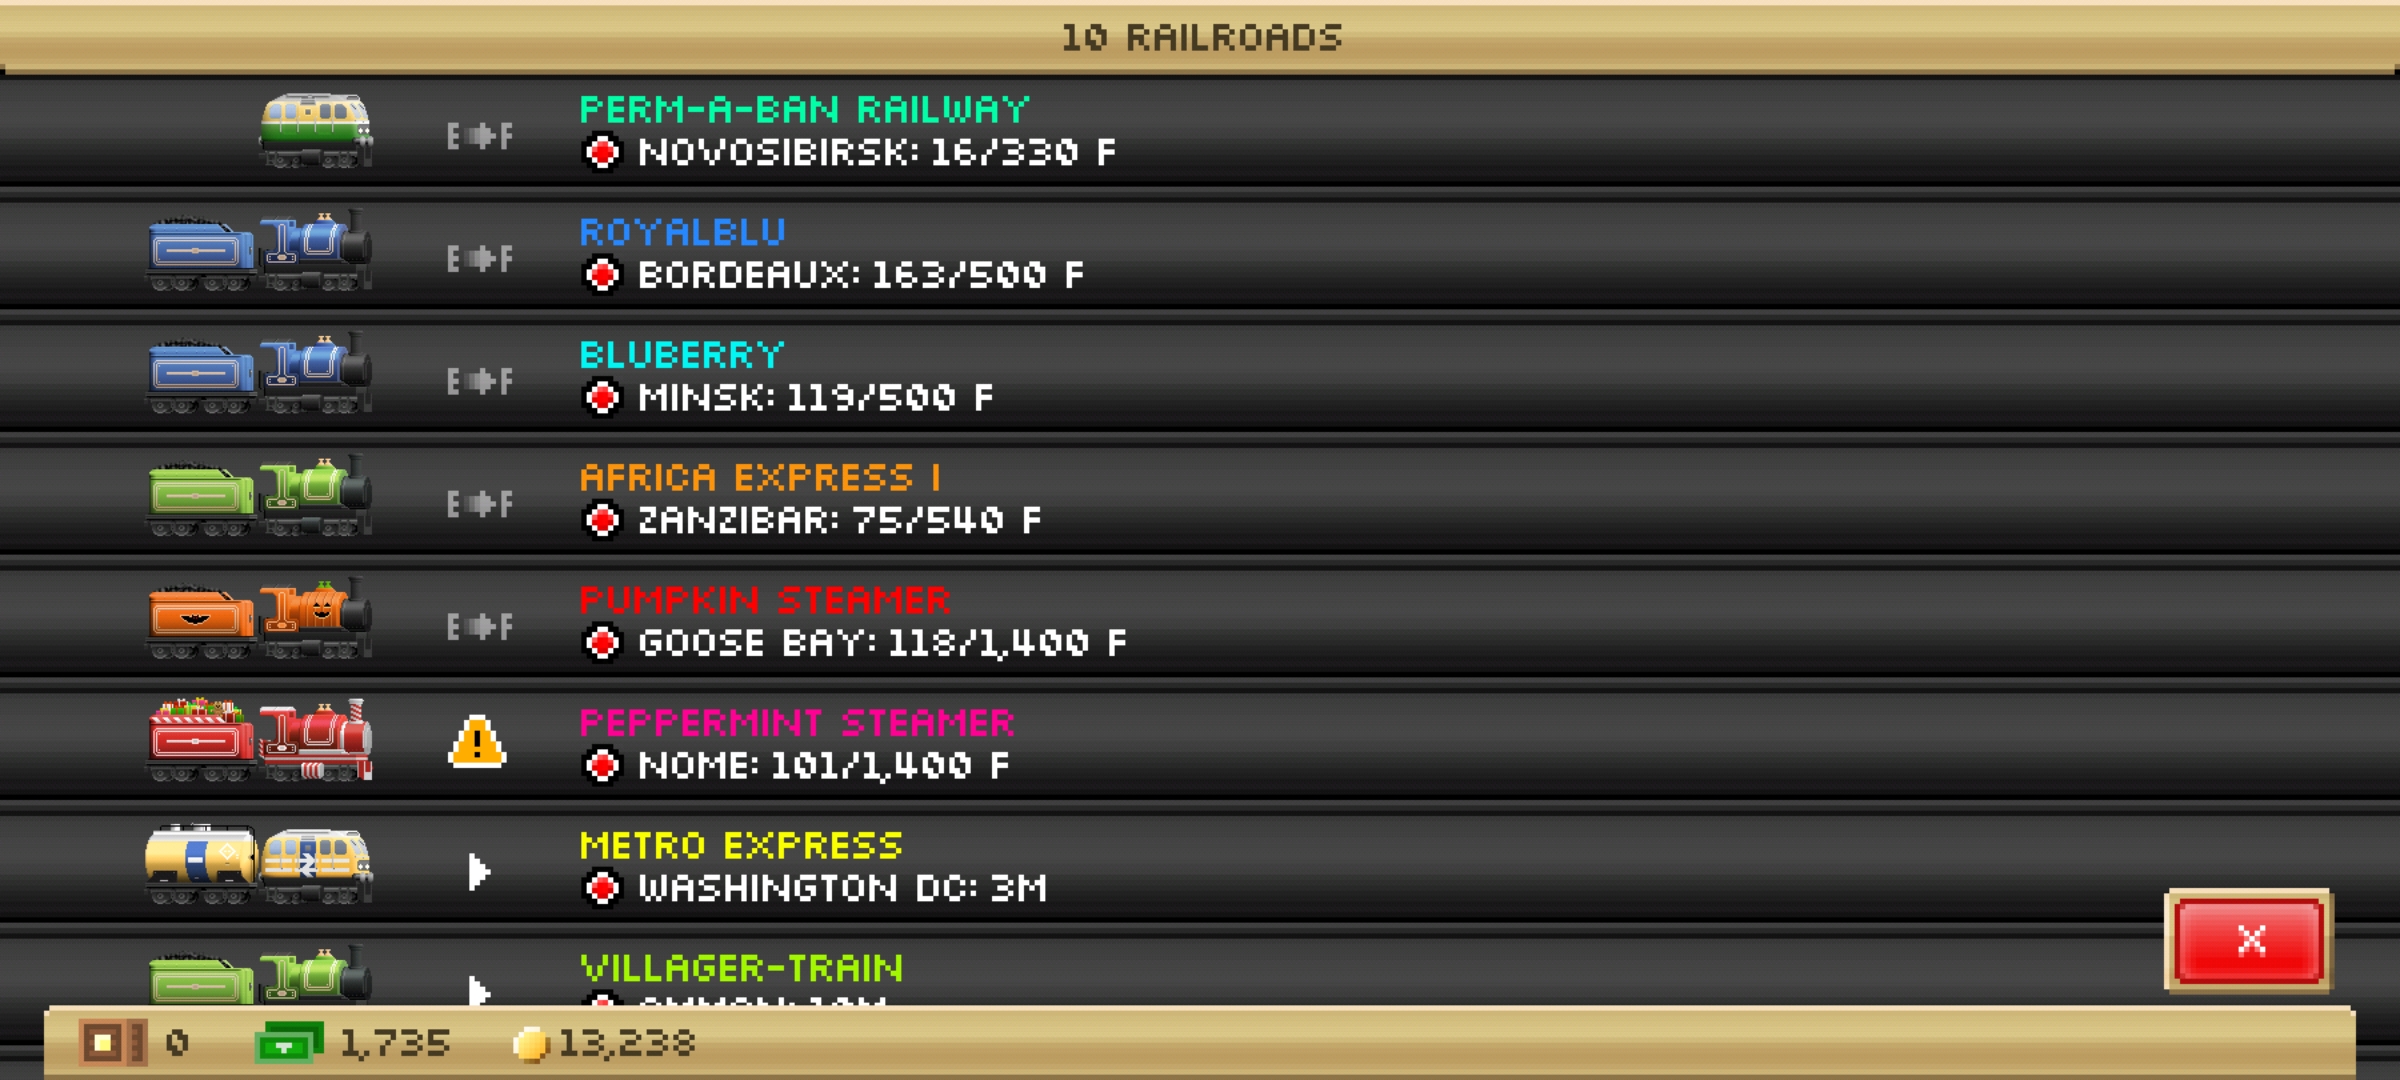 10 RAILROADS
PERM-A-BAN RAILWAY
E F NOVOSIBIRSK: 16/330 F
ROYALBLU
E F BORDEAUX: 163/500 F
BLUBERRY
E F MINSK: 119/500 F
AFRICA EXPRESS I
E F ZANZIBAR: 75/540 F
PUMPKIN STEAMER
E F GOOSE BAY: 118/1,400 F
PEPPERMINT STEAMER
! NOME: 101/1,400 F
METRO EXPRESS
WASHINGTON DC: 3M
VILLAGER-TRAIN
X
0 1,735 13,238